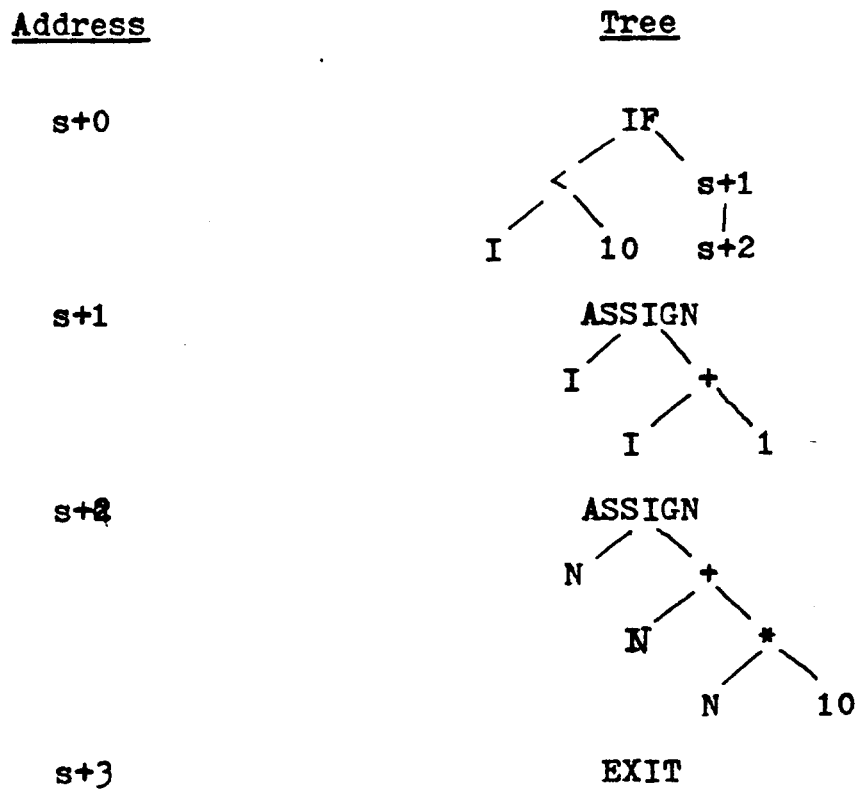 Address Tree
s+0 IF
< s+1
I 10 s+2
s+1 ASSIGN
I +
I 1
s+2 ASSIGN
N +
N *
N 10
s+3 EXIT